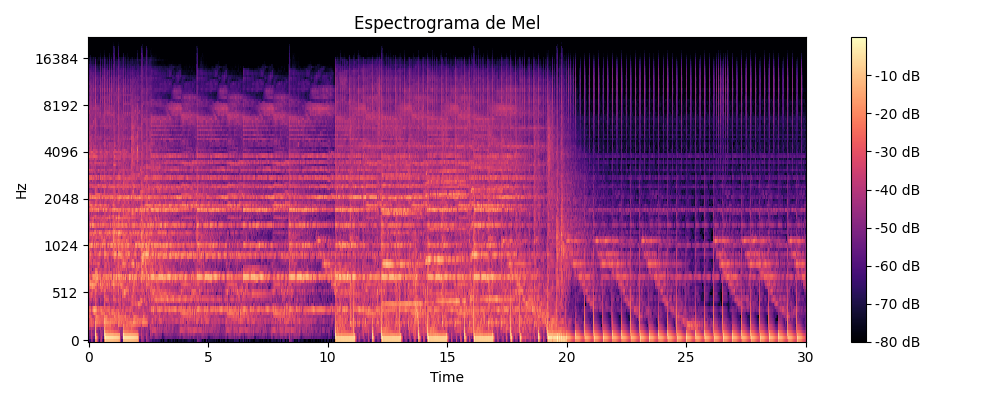 Espectrograma de Mel
Hz
16384
8192
4096
2048
1024
512
0
0 5 10 15 20 25 30
Time
-10 dB
-20 dB
-30 dB
-40 dB
-50 dB
-60 dB
-70 dB
-80 dB